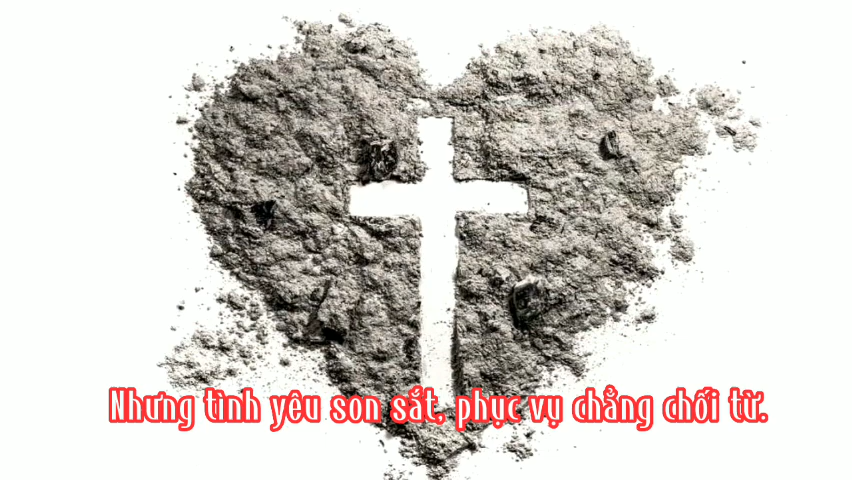 Nhưng tình yêu son sắt, phục vụ chẳng chối từ.